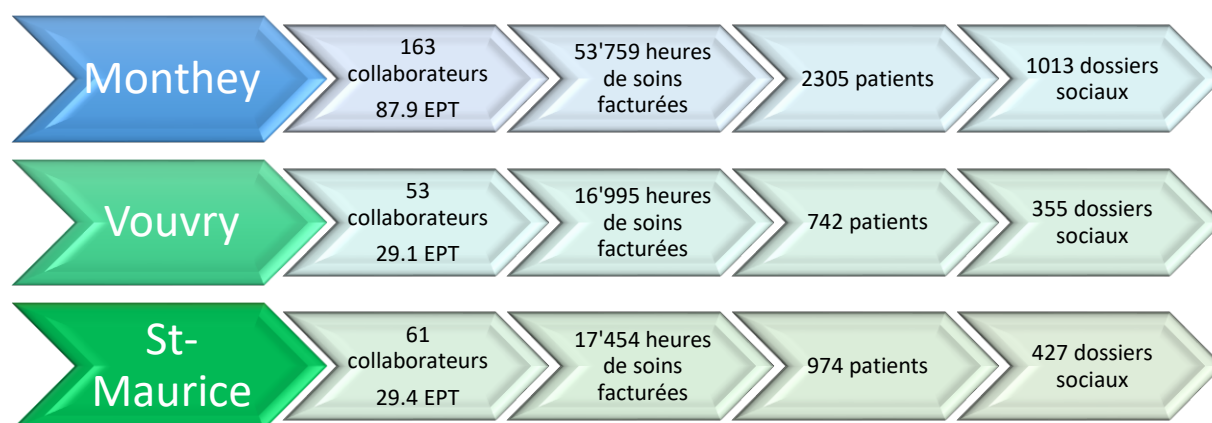 Monthey
163
collaborateurs
87.9 EPT
53'759 heures
de soins
facturées
2305 patients
1013 dossiers
sociaux
Vouvry
53
collaborateurs
29.1 EPT
16'995 heures
de soins
facturées
742 patients
355 dossiers
sociaux
St-
Maurice
61
collaborateurs
29.4 EPT
17'454 heures
de soins
facturées
974 patients
427 dossiers
sociaux